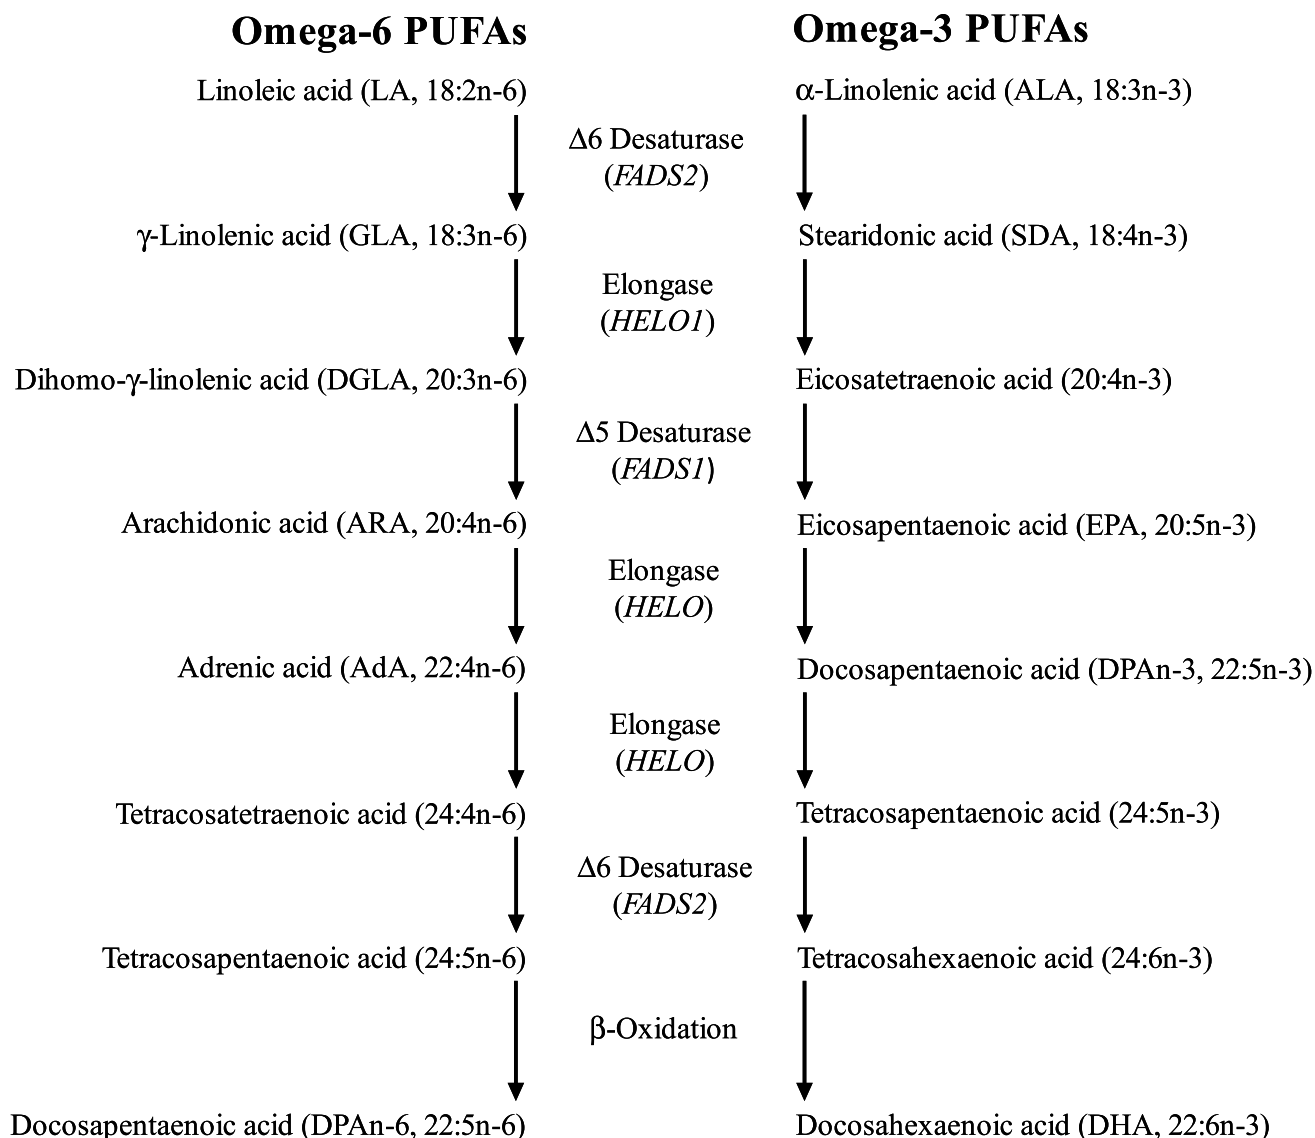 Omega-6 PUFAs
Omega-3 PUFAs
Linoleic acid (LA, 18:2n-6)
α-Linolenic acid (ALA, 18:3n-3)
Δ6 Desaturase
(FADS2)
γ-Linolenic acid (GLA, 18:3n-6)
Stearidonic acid (SDA, 18:4n-3)
Elongase
(HELO1)
Dihomo-γ-linolenic acid (DGLA, 20:3n-6)
Eicosatetraenoic acid (20:4n-3)
Δ5 Desaturase
(FADS1)
Arachidonic acid (ARA, 20:4n-6)
Eicosapentaenoic acid (EPA, 20:5n-3)
Elongase
(HELO)
Adrenic acid (AdA, 22:4n-6)
Docosapentaenoic acid (DPAn-3, 22:5n-3)
Elongase
(HELO)
Tetracosatetraenoic acid (24:4n-6)
Tetracosapentaenoic acid (24:5n-3)
Δ6 Desaturase
(FADS2)
Tetracosapentaenoic acid (24:5n-6)
Tetracosahexaenoic acid (24:6n-3)
β-Oxidation
Docosapentaenoic acid (DPAn-6, 22:5n-6)
Docosahexaenoic acid (DHA, 22:6n-3)